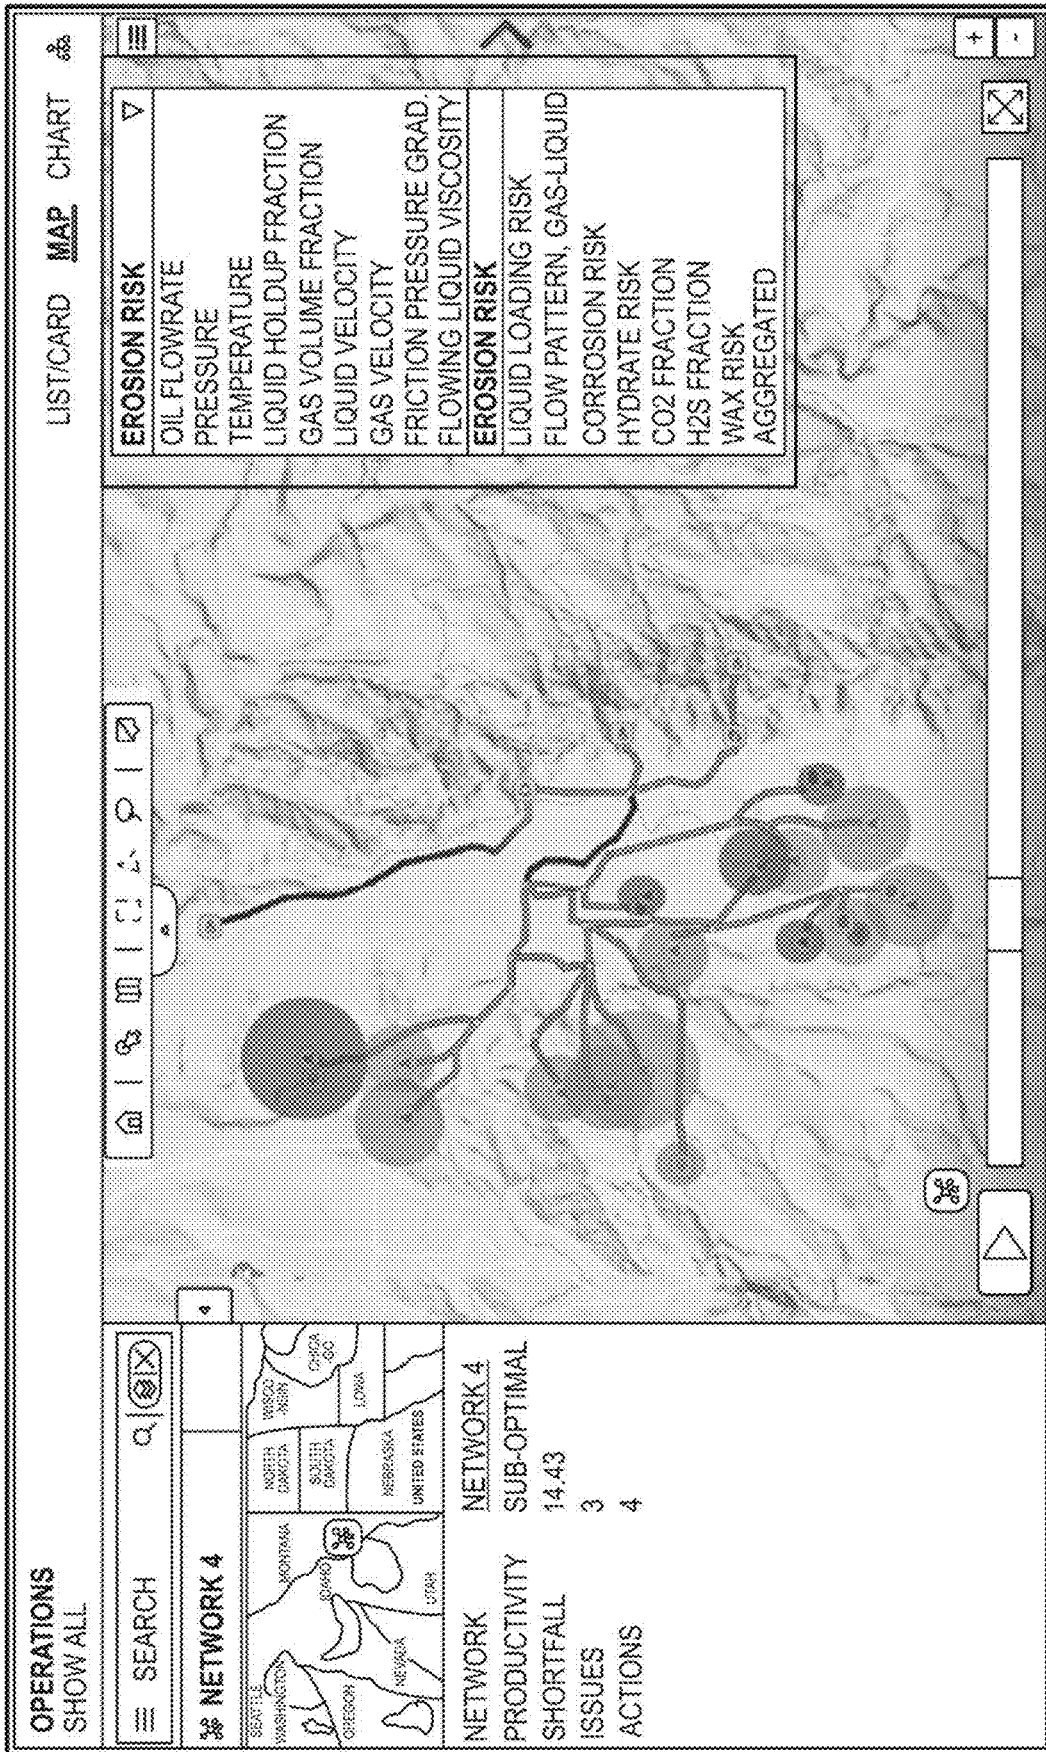 OPERATIONS
SHOW ALL
LIST/CARD MAP CHART
SEARCH
NETWORK 4
SEATTLE
WASHINGTON
OREGON
MONTANA
IDAHO
NEVADA
UTAH
NORTH
DAKOTA
SOUTH
DAKOTA
NEBRASKA
UNITED STATES
WISCO
-NSIN
IOWA
CHICA
-GO
NETWORK NETWORK 4
PRODUCTIVITY SUB-OPTIMAL
SHORTFALL 14.43
ISSUES 3
ACTIONS 4
EROSION RISK
OIL FLOWRATE
PRESSURE
TEMPERATURE
LIQUID HOLDUP FRACTION
GAS VOLUME FRACTION
LIQUID VELOCITY
GAS VELOCITY
FRICTION PRESSURE GRAD.
FLOWING LIQUID VISCOSITY
EROSION RISK
LIQUID LOADING RISK
FLOW PATTERN, GAS-LIQUID
CORROSION RISK
HYDRATE RISK
CO2 FRACTION
H2S FRACTION
WAX RISK
AGGREGATED
+
-